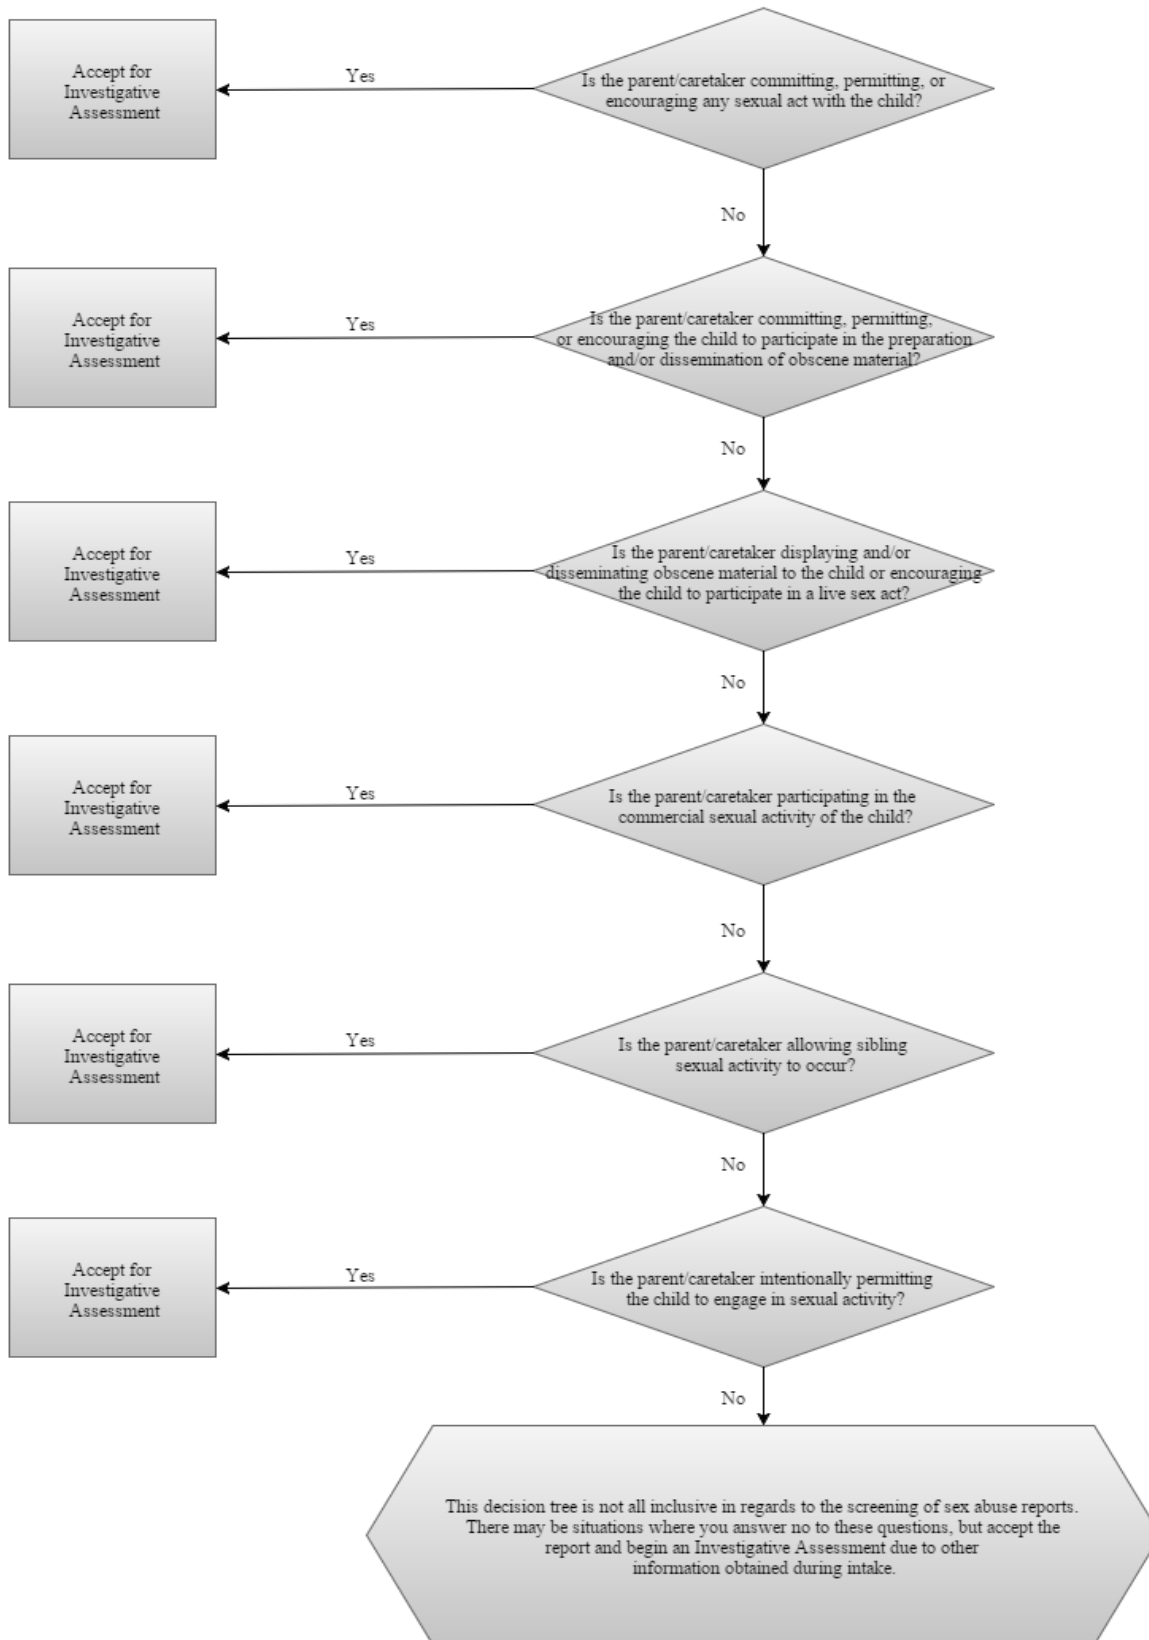 Is the parent/caretaker committing, permitting, or
encouraging any sexual act with the child?
Yes
Accept for
Investigative
Assessment
No
Is the parent/caretaker committing, permitting,
or encouraging the child to participate in the preparation
and/or dissemination of obscene material?
Yes
Accept for
Investigative
Assessment
No
Is the parent/caretaker displaying and/or
disseminating obscene material to the child or encouraging
the child to participate in a live sex act?
Yes
Accept for
Investigative
Assessment
No
Is the parent/caretaker participating in the
commercial sexual activity of the child?
Yes
Accept for
Investigative
Assessment
No
Is the parent/caretaker allowing sibling
sexual activity to occur?
Yes
Accept for
Investigative
Assessment
No
Is the parent/caretaker intentionally permitting
the child to engage in sexual activity?
Yes
Accept for
Investigative
Assessment
No
This decision tree is not all inclusive in regards to the screening of sex abuse reports.
There may be situations where you answer no to these questions, but accept the
report and begin an Investigative Assessment due to other
information obtained during intake.